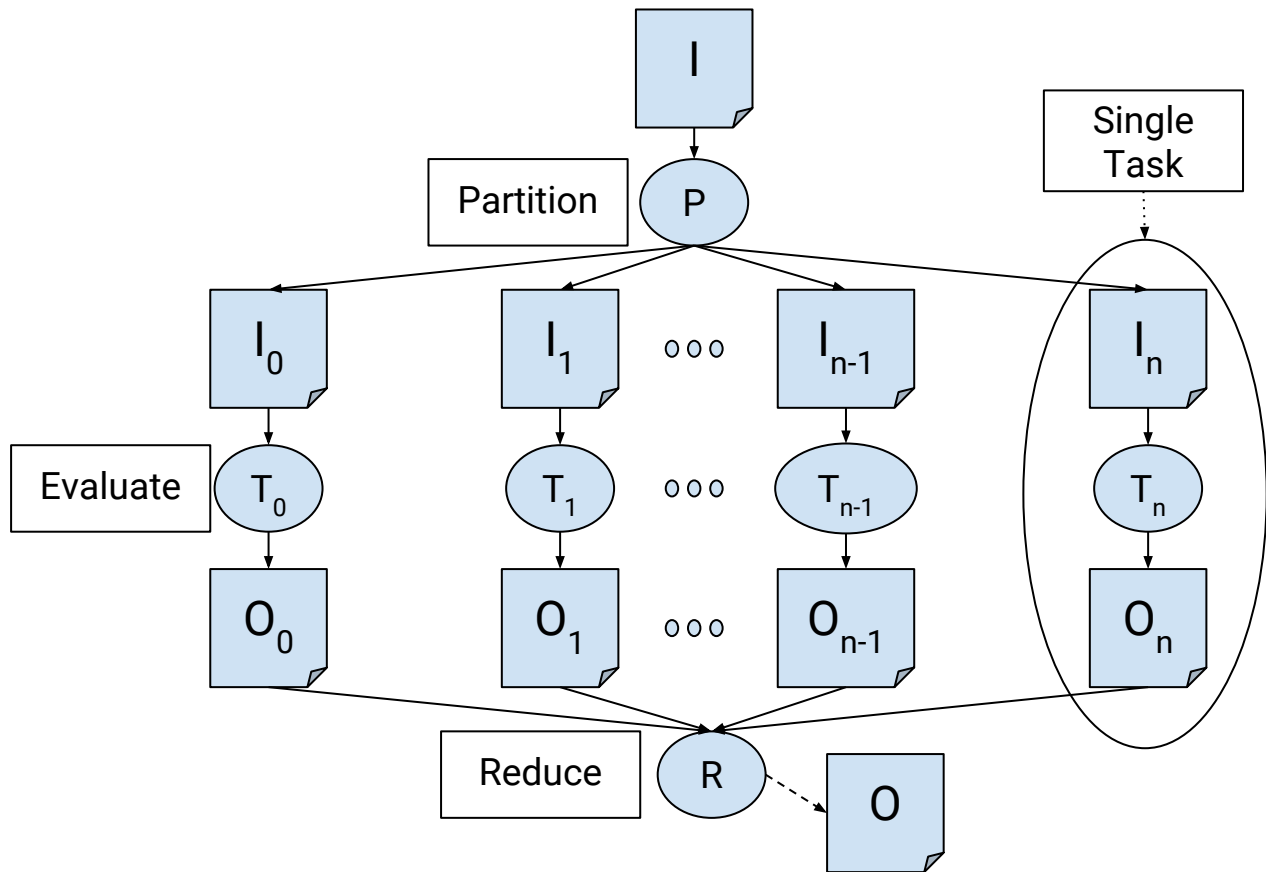 I
Single
Task
Partition
P
I₀
I₁
Iₙ₋₁
Iₙ
Evaluate
T₀
T₁
Tₙ₋₁
Tₙ
O₀
O₁
Oₙ₋₁
Oₙ
Reduce
R
O